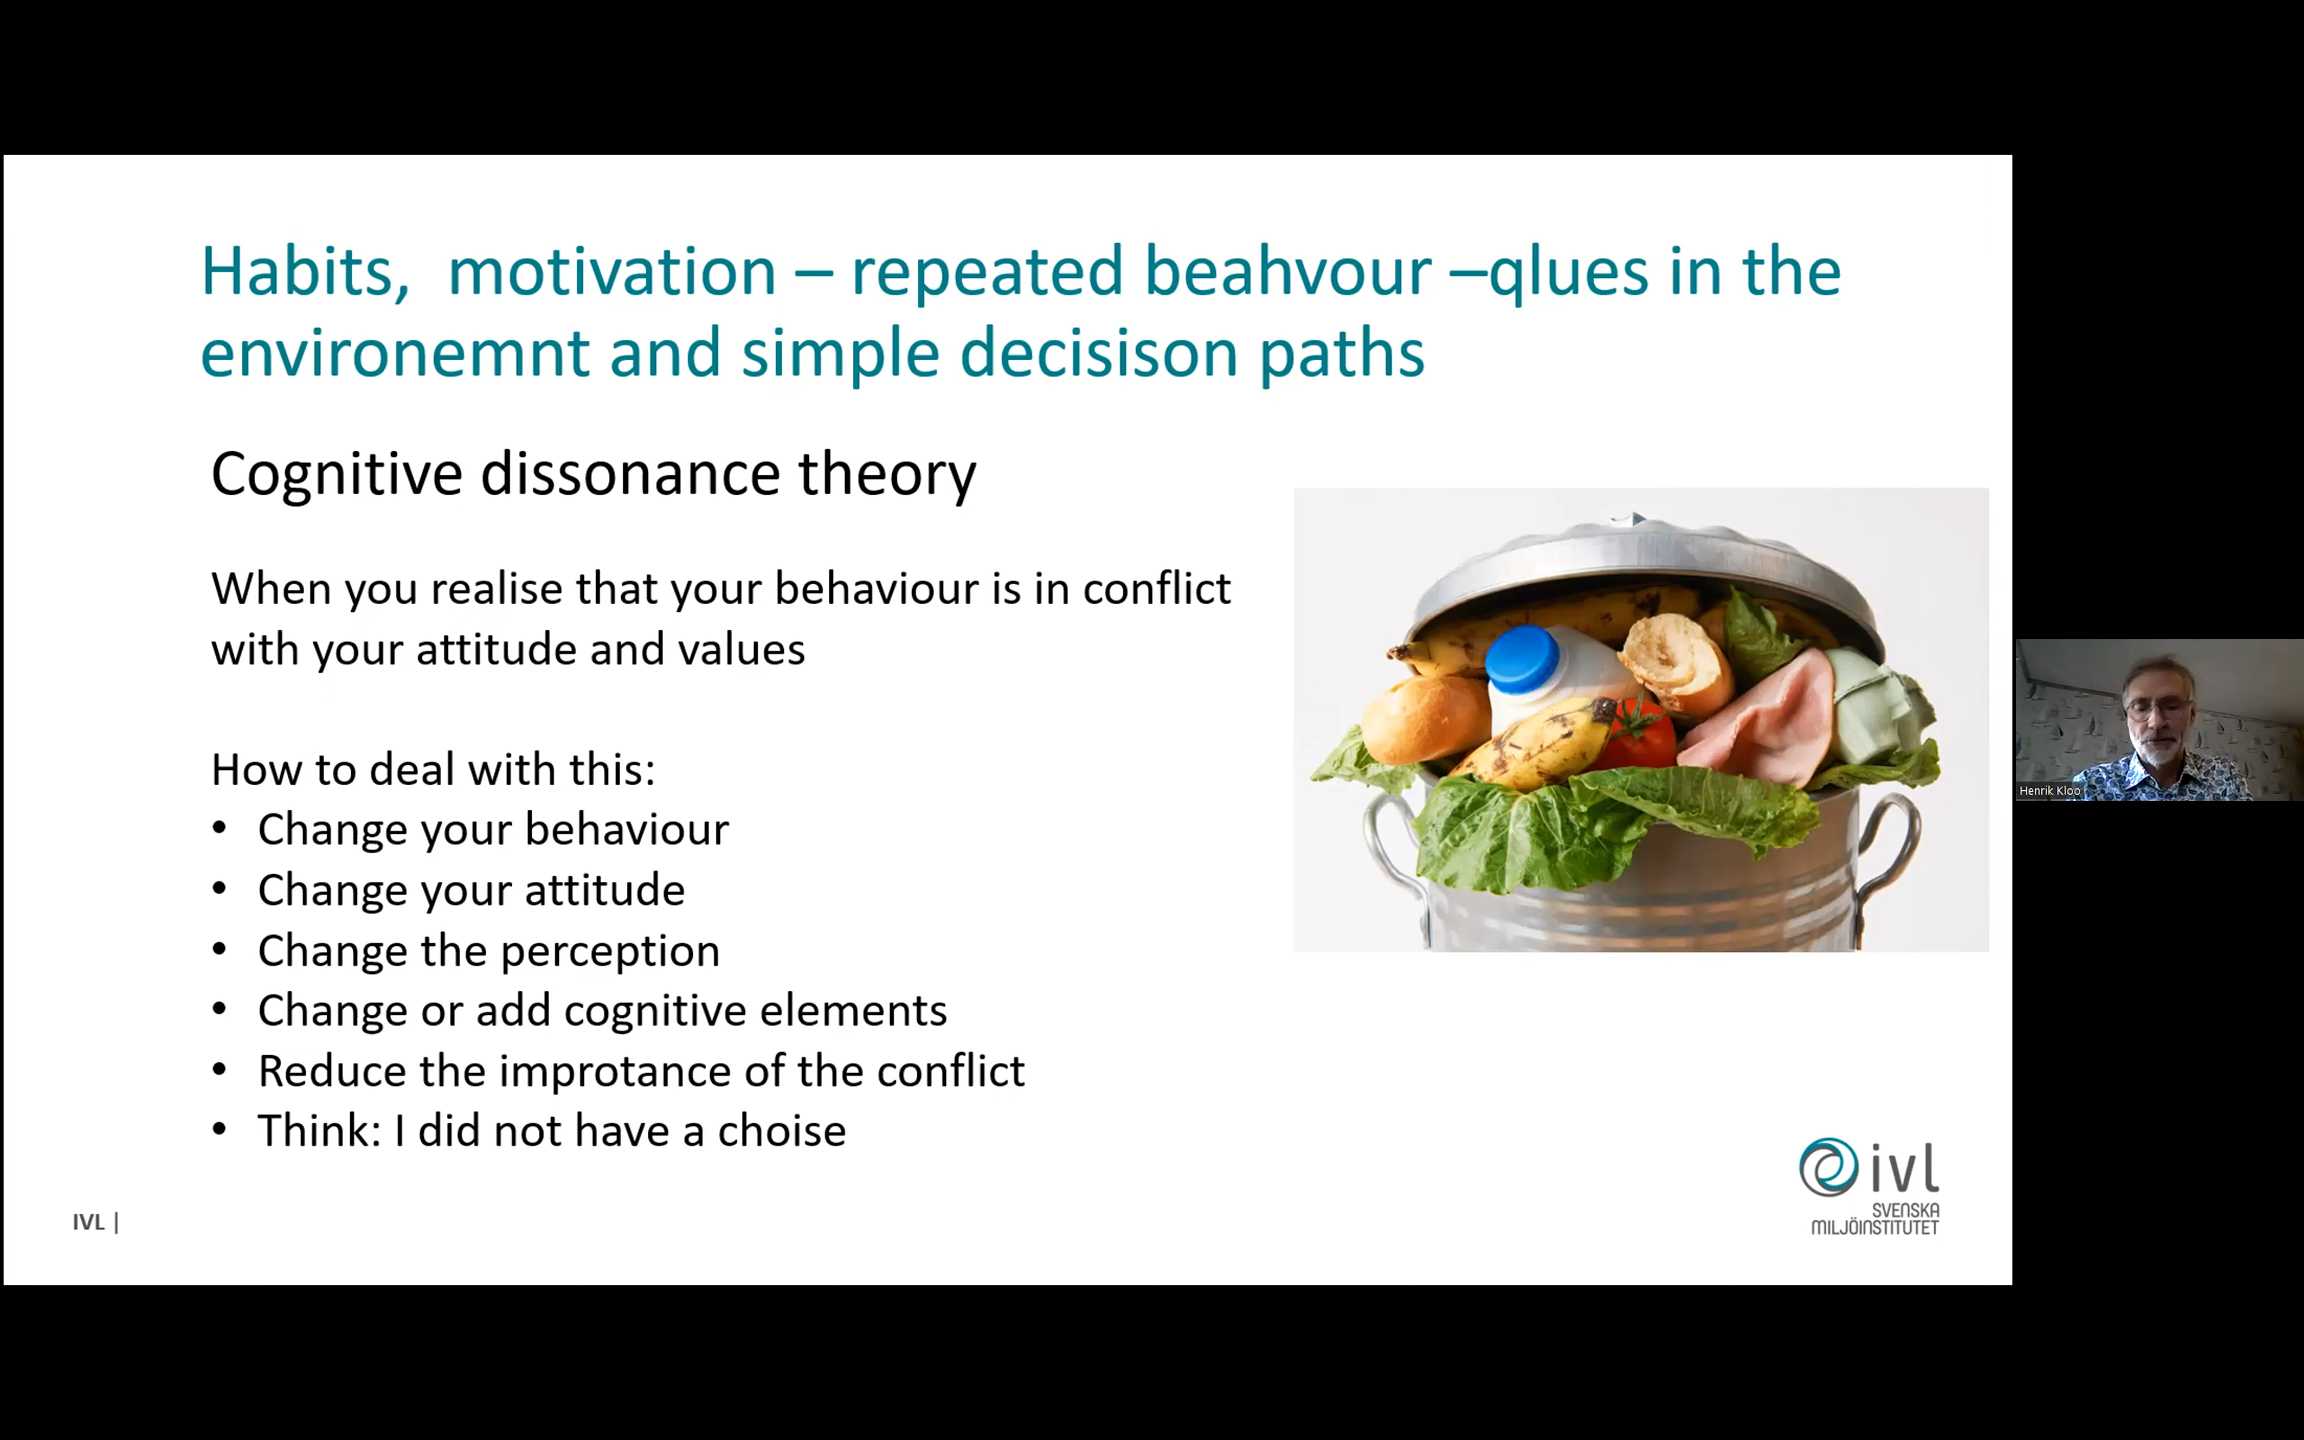 Habits,  motivation – repeated beahvour –qlues in the
environemnt and simple decisison paths
Cognitive dissonance theory
When you realise that your behaviour is in conflict
with your attitude and values
How to deal with this:
• Change your behaviour
• Change your attitude
• Change the perception
• Change or add cognitive elements
• Reduce the improtance of the conflict
• Think: I did not have a choise
IVL |
ivl
SVENSKA
MILJÖINSTITUTET
Henrik Kloo